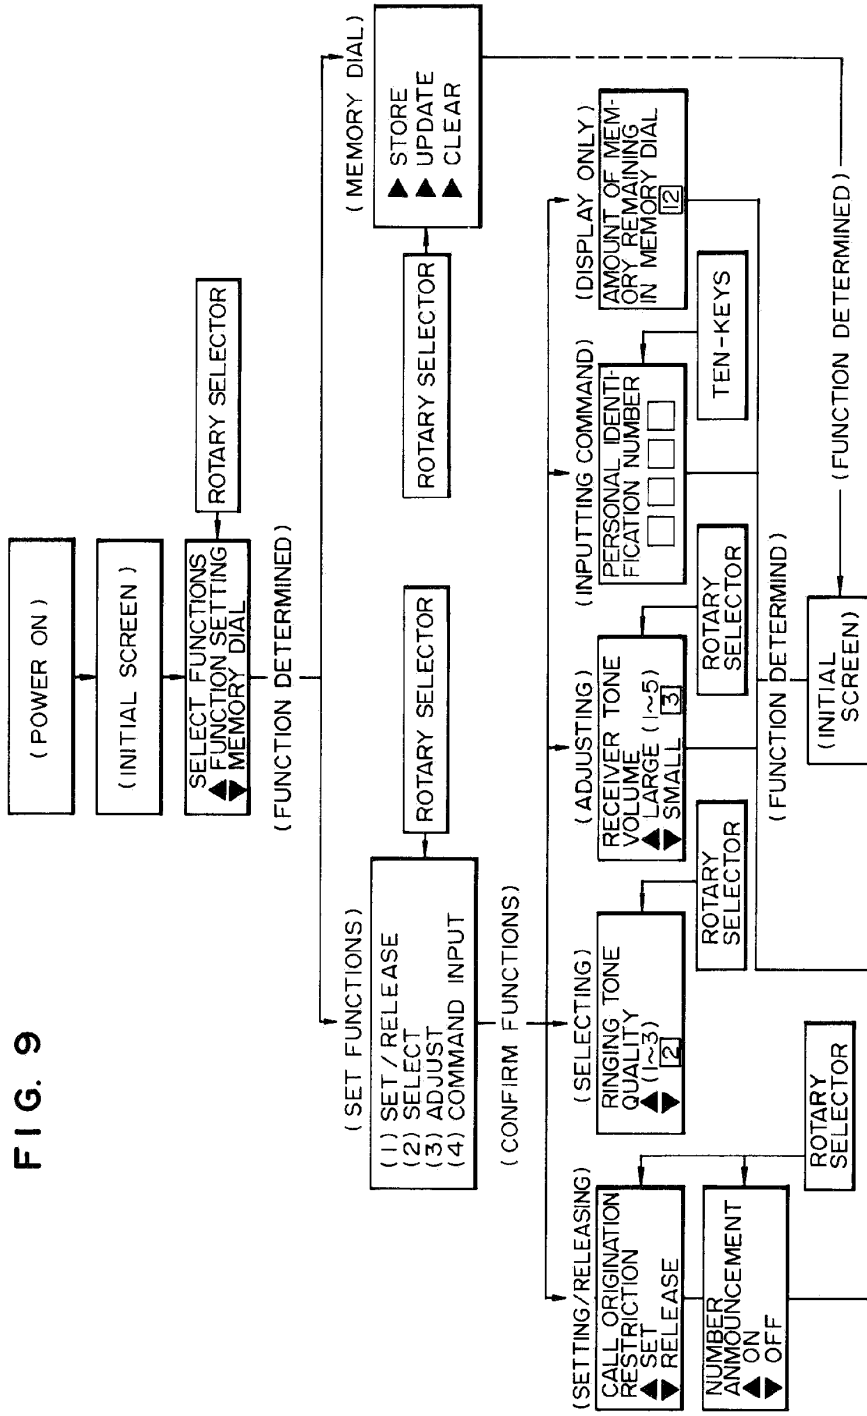 FIG. 9
(POWER ON)
(INITIAL SCREEN)
SELECT FUNCTIONS
▲ FUNCTION SETTING
▼ MEMORY DIAL
ROTARY SELECTOR
(FUNCTION DETERMINED)
(SET FUNCTIONS)
(1) SET/RELEASE
(2) SELECT
(3) ADJUST
(4) COMMAND INPUT
ROTARY SELECTOR
(MEMORY DIAL)
▲ STORE
▲ UPDATE
▲ CLEAR
ROTARY SELECTOR
(CONFIRM FUNCTIONS)
(SETTING/RELEASING)
CALL ORIGINATION
RESTRICTION
▲ SET
▼ RELEASE
NUMBER
ANMOUNCEMENT
▲ ON
▼ OFF
ROTARY
SELECTOR
(SELECTING)
RINGING TONE
QUALITY
▲ (1~3)
▼ 2
ROTARY
SELECTOR
(ADJUSTING)
RECEIVER TONE
VOLUME
▲ LARGE (1~5)
▼ SMALL 3
ROTARY
SELECTOR
(INPUTTING COMMAND)
PERSONAL IDENTI-
FICATION NUMBER
TEN-KEYS
(DISPLAY ONLY)
AMOUNT OF MEM-
ORY REMAINING
IN MEMORY DIAL
12
(FUNCTION DETERMIND)
(FUNCTION DETERMINED)
(INITIAL
SCREEN)